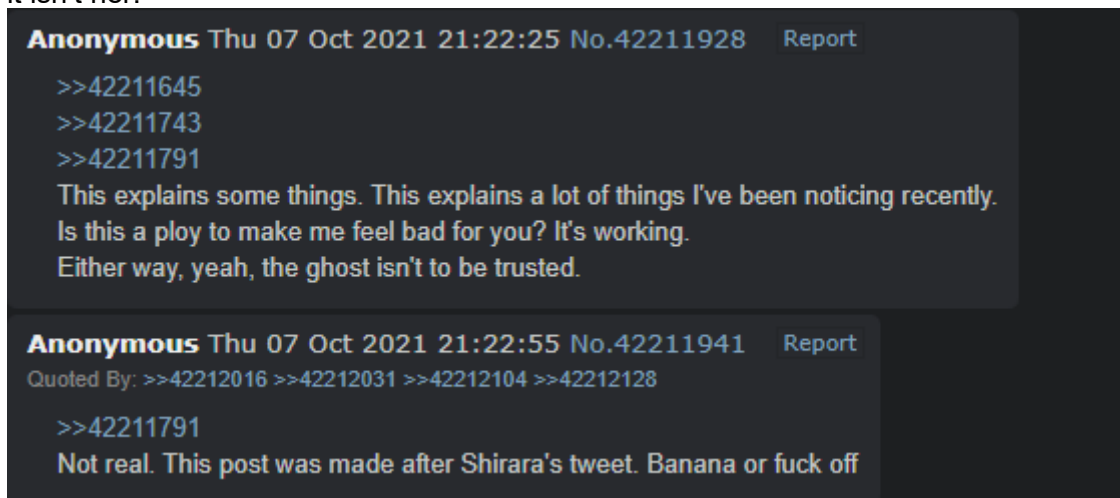 Anonymous Thu 07 Oct 2021 21:22:25 No.42211928 Report
>>42211645
>>42211743
>>42211791
This explains some things. This explains a lot of things I've been noticing recently.
Is this a ploy to make me feel bad for you? It's working.
Either way, yeah, the ghost isn't to be trusted.
Anonymous Thu 07 Oct 2021 21:22:55 No.42211941 Report
Quoted By: >>42212016 >>42212031 >>42212104 >>42212128
>>42211791
Not real. This post was made after Shirara's tweet. Banana or fuck off